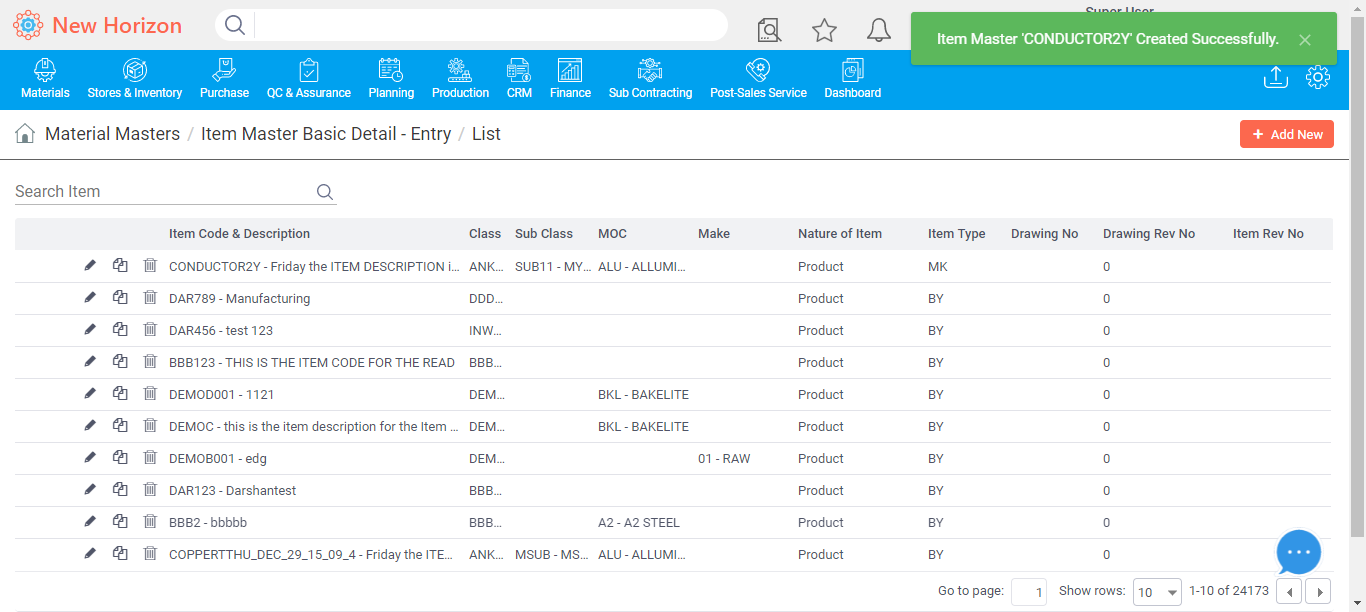 Super User
New Horizon
Item Master 'CONDUCTOR2Y' Created Successfully.
Materials Stores & Inventory Purchase QC & Assurance Planning Production CRM Finance Sub Contracting Post-Sales Service Dashboard
Material Masters / Item Master Basic Detail - Entry / List
+ Add New
Search Item
Item Code & Description Class Sub Class MOC Make Nature of Item Item Type Drawing No Drawing Rev No Item Rev No
CONDUCTOR2Y - Friday the ITEM DESCRIPTION i... ANK... SUB11 - MY... ALU - ALLUMI... Product MK 0
DAR789 - Manufacturing DDD... Product BY 0
DAR456 - test 123 INW... Product BY 0
BBB123 - THIS IS THE ITEM CODE FOR THE READ BBB... Product BY 0
DEMOD001 - 1121 DEM... BKL - BAKELITE Product BY 0
DEMOC - this is the item description for the Item ... DEM... BKL - BAKELITE Product BY 0
DEMOB001 - edg DEM... 01 - RAW Product BY 0
DAR123 - Darshantest BBB... Product BY 0
BBB2 - bbbbb BBB... A2 - A2 STEEL Product BY 0
COPPERTTHU_DEC_29_15_09_4 - Friday the ITE... ANK... MSUB - MS... ALU - ALLUMI... Product BY 0
Go to page: 1 Show rows: 10 1-10 of 24173